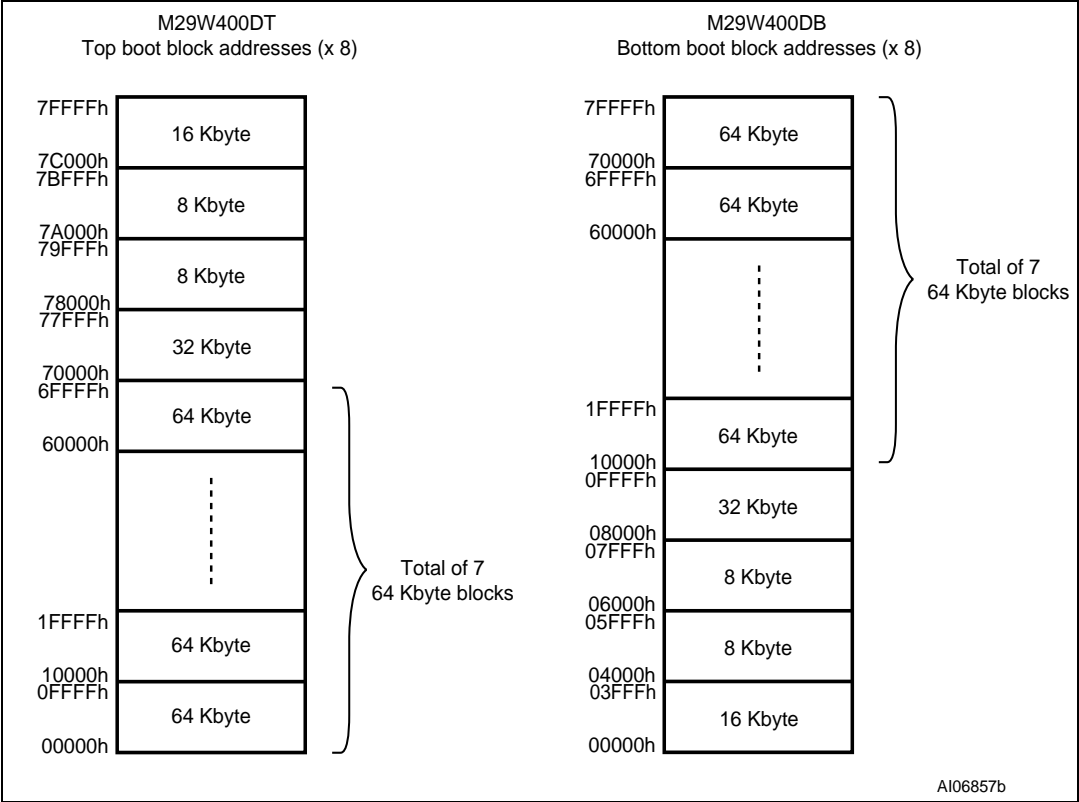 M29W400DT
Top boot block addresses (x 8)
7FFFFh
16 Kbyte
7C000h
7BFFFh
8 Kbyte
7A000h
79FFFh
8 Kbyte
78000h
77FFFh
32 Kbyte
70000h
6FFFFh
64 Kbyte
60000h
Total of 7
64 Kbyte blocks
1FFFFh
64 Kbyte
10000h
0FFFFh
64 Kbyte
00000h
M29W400DB
Bottom boot block addresses (x 8)
7FFFFh
64 Kbyte
70000h
6FFFFh
64 Kbyte
60000h
Total of 7
64 Kbyte blocks
1FFFFh
64 Kbyte
10000h
0FFFFh
32 Kbyte
08000h
07FFFh
8 Kbyte
06000h
05FFFh
8 Kbyte
04000h
03FFFh
16 Kbyte
00000h
AI06857b